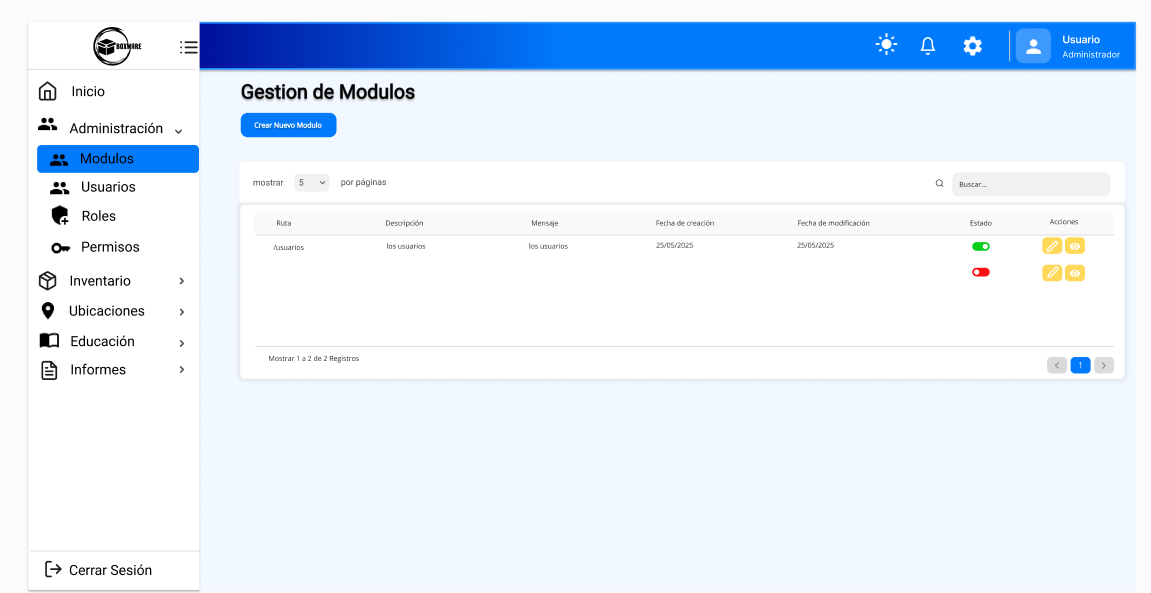 BOXWARE
Usuario
Administrador
Inicio
Administración
Modulos
Usuarios
Roles
Permisos
Inventario
Ubicaciones
Educación
Informes
Cerrar Sesión
Gestion de Modulos
Crear Nuevo Modulo
mostrar 5 por páginas
Buscar...
Ruta Descripción Mensaje Fecha de creación Fecha de modificación Estado Acciones
/usuarios los usuarios los usuarios 25/05/2025 25/05/2025
Mostrar 1 a 2 de 2 Registros
< 1 >